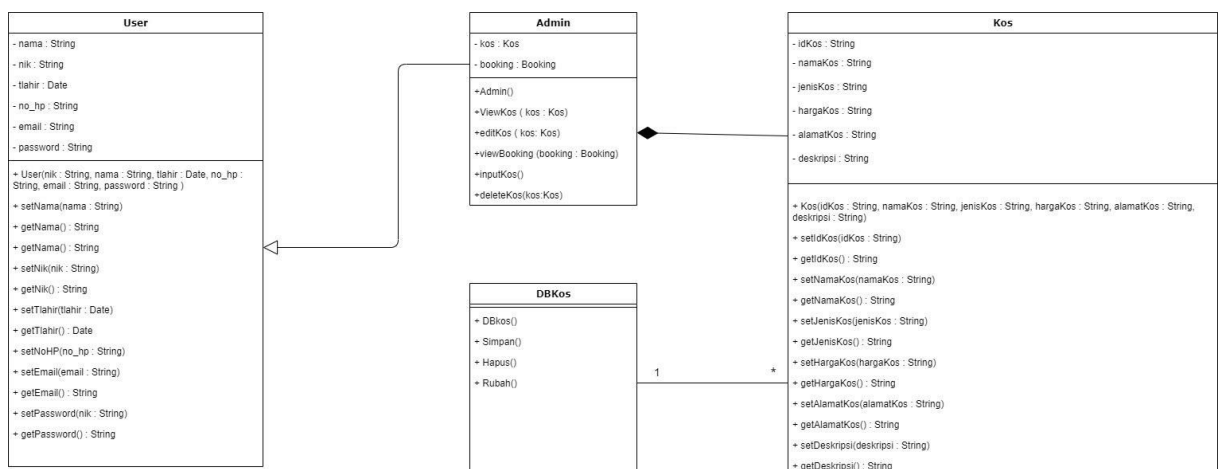 User
- nama : String
- nik : String
- tlahir : Date
- no_hp : String
- email : String
- password : String
+ User(nik : String, nama : String, tlahir : Date, no_hp :
String, email : String, password : String )
+ setNama(nama : String)
+ getNama() : String
+ getNama() : String
+ setNik(nik : String)
+ getNik() : String
+ setTlahir(tlahir : Date)
+ getTlahir() : Date
+ setNoHP(no_hp : String)
+ setEmail(email : String)
+ getEmail() : String
+ setPassword(nik : String)
+ getPassword() : String
Admin
- kos : Kos
- booking : Booking
+Admin()
+ViewKos ( kos : Kos)
+editKos ( kos: Kos)
+viewBooking (booking : Booking)
+inputKos()
+deleteKos(kos:Kos)
DBKos
+ DBkos()
+ Simpan()
+ Hapus()
+ Rubah()
1
*
Kos
- idKos : String
- namaKos : String
- jenisKos : String
- hargaKos : String
- alamatKos : String
- deskripsi : String
+ Kos(idKos : String, namaKos : String, jenisKos : String, hargaKos : String, alamatKos : String,
deskripsi : String)
+ setIdKos(idKos : String)
+ getIdKos() : String
+ setNamaKos(namaKos : String)
+ getNamaKos() : String
+ setJenisKos(jenisKos : String)
+ getJenisKos() : String
+ setHargaKos(hargaKos : String)
+ getHargaKos() : String
+ setAlamatKos(alamatKos : String)
+ getAlamatKos() : String
+ setDeskripsi(deskripsi : String)
+ getDeskripsi() : String